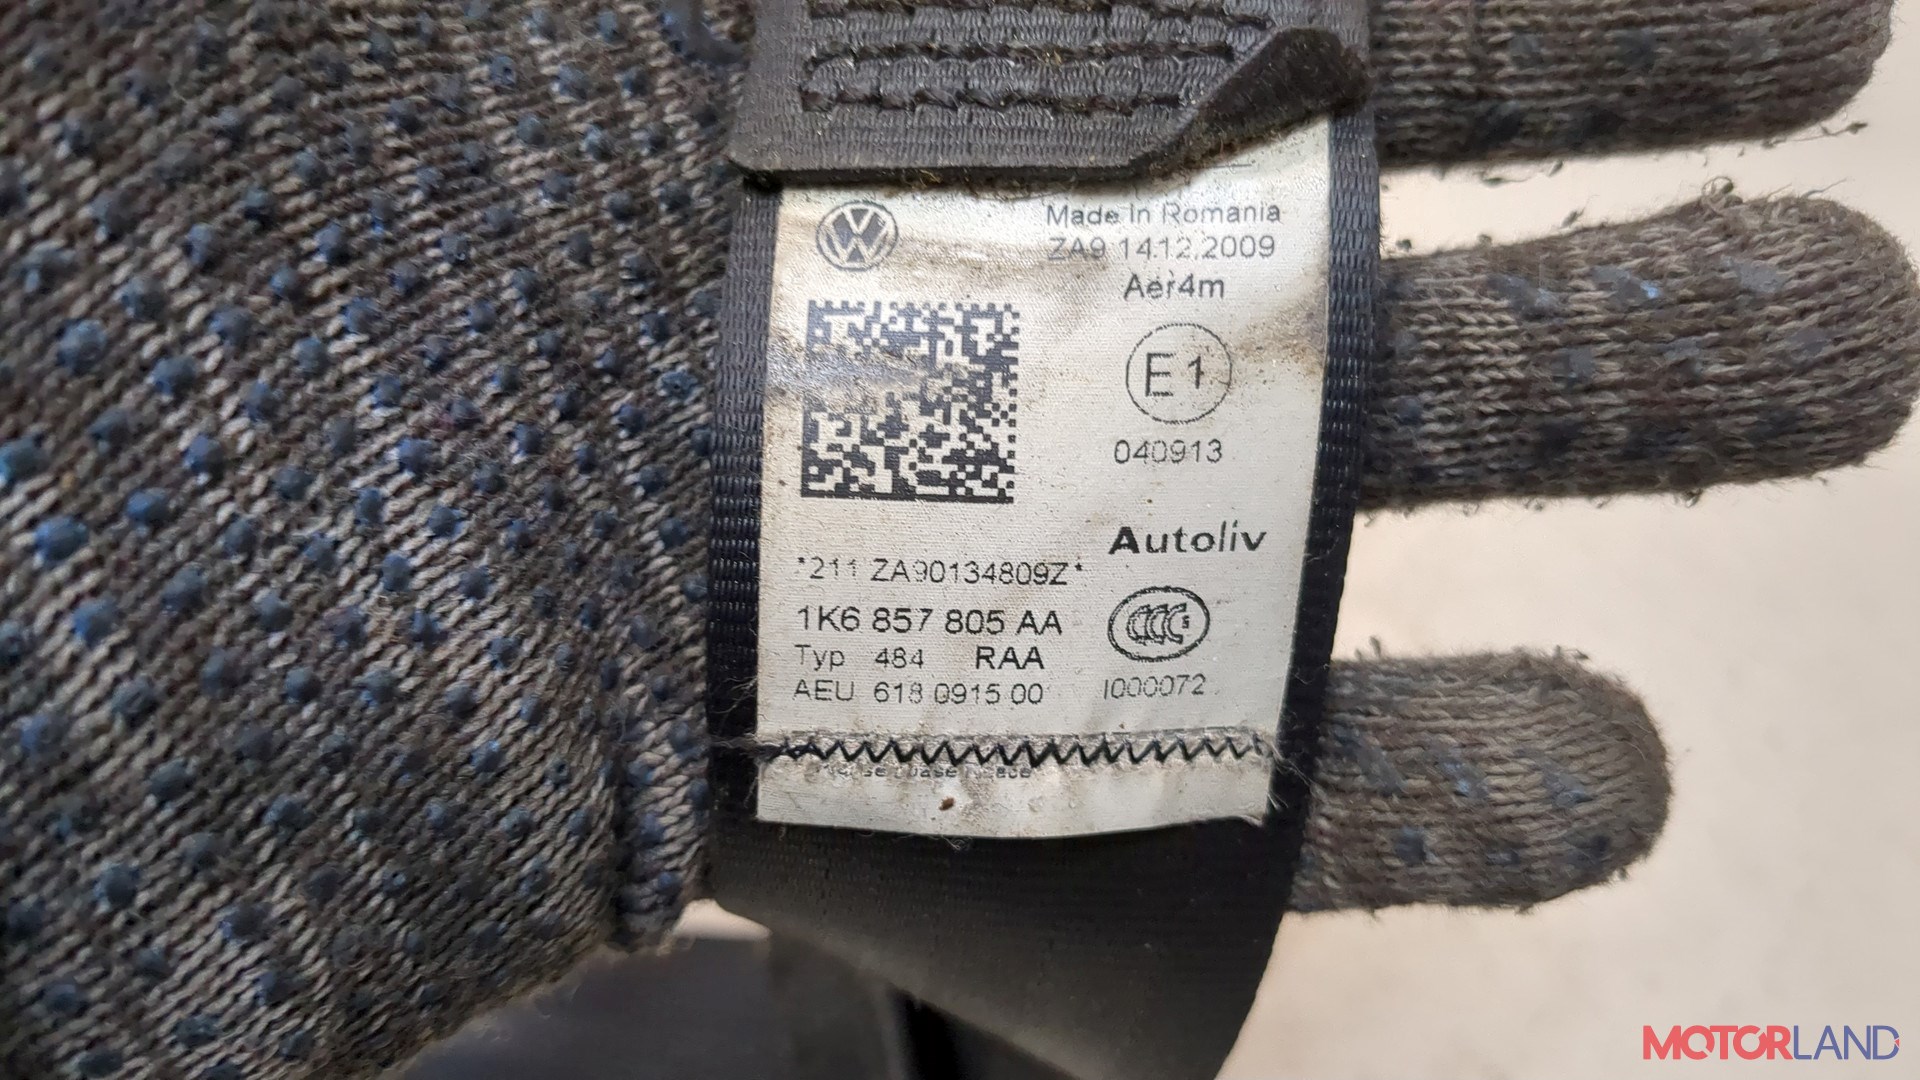 Made in Romania
ZA9 14.12.2009
Aer4m
E1
040913
Autoliv
*211 ZA90134809Z*
1K6 857 805 AA
CCC S
Typ 484 RAA
AEU 618 0915 00
I000072
MOTORLAND